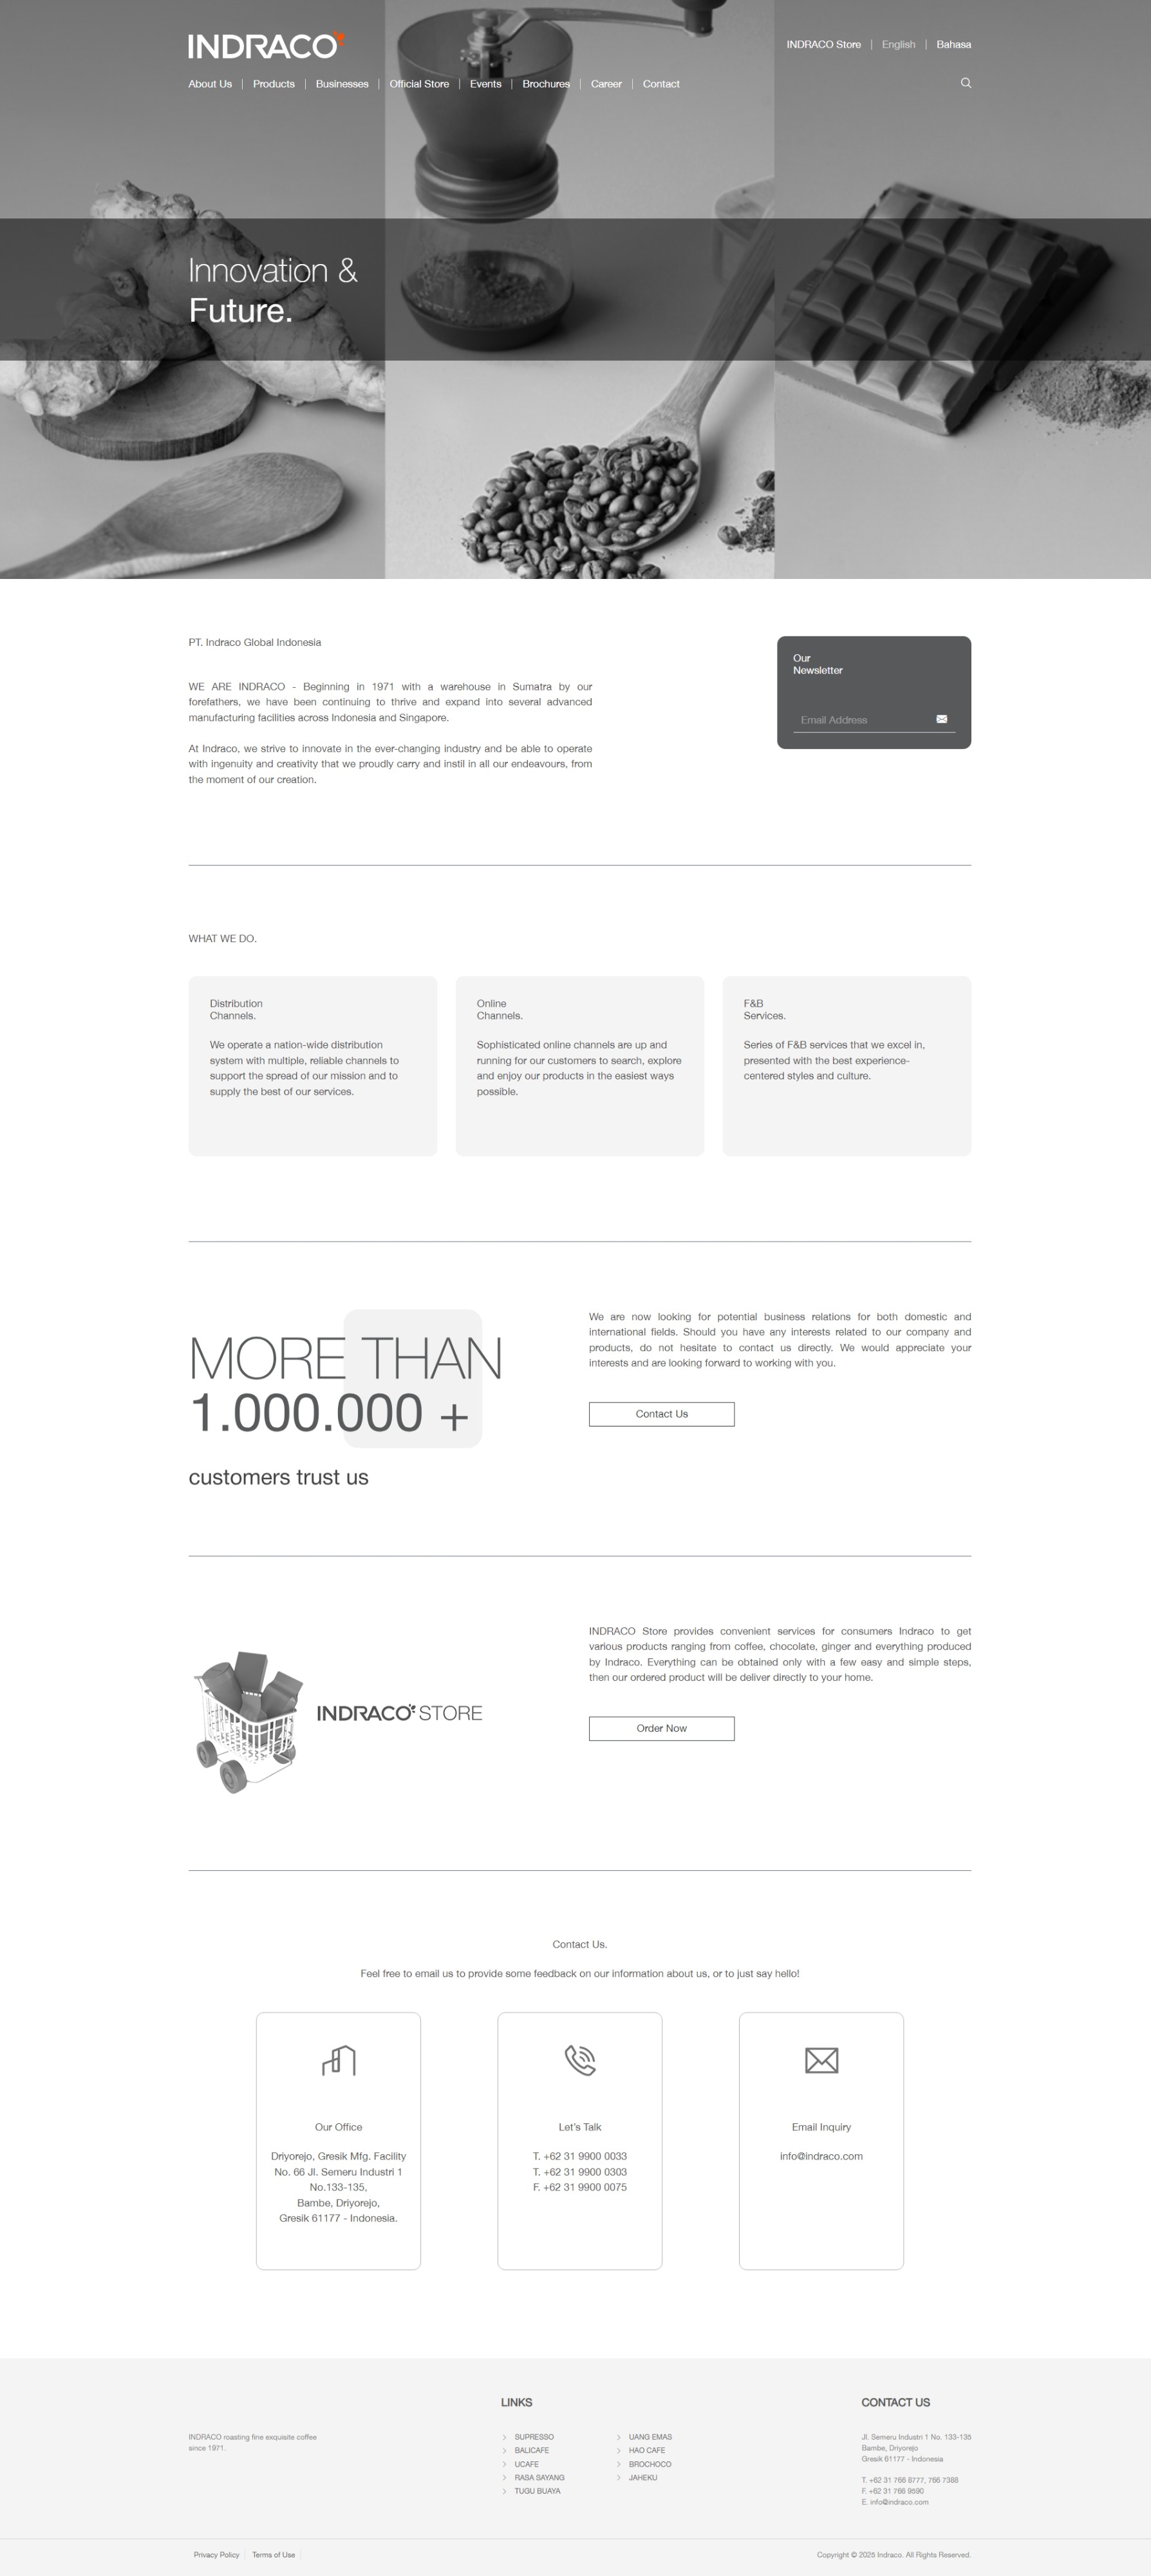 INDRACO
INDRACO Store | English | Bahasa
About Us | Products | Businesses | Official Store | Events | Brochures | Career | Contact
Innovation &
Future.
PT. Indraco Global Indonesia
WE ARE INDRACO - Beginning in 1971 with a warehouse in Sumatra by our
forefathers, we have been continuing to thrive and expand into several advanced
manufacturing facilities across Indonesia and Singapore.
At Indraco, we strive to innovate in the ever-changing industry and be able to operate
with ingenuity and creativity that we proudly carry and instil in all our endeavours, from
the moment of our creation.
Our
Newsletter
Email Address
WHAT WE DO.
Distribution
Channels.
We operate a nation-wide distribution
system with multiple, reliable channels to
support the spread of our mission and to
supply the best of our services.
Online
Channels.
Sophisticated online channels are up and
running for our customers to search, explore
and enjoy our products in the easiest ways
possible.
F&B
Services.
Series of F&B services that we excel in,
presented with the best experience-
centered styles and culture.
MORE THAN
1.000.000 +
customers trust us
We are now looking for potential business relations for both domestic and
international fields. Should you have any interests related to our company and
products, do not hesitate to contact us directly. We would appreciate your
interests and are looking forward to working with you.
Contact Us
INDRACO STORE
INDRACO Store provides convenient services for consumers Indraco to get
various products ranging from coffee, chocolate, ginger and everything produced
by Indraco. Everything can be obtained only with a few easy and simple steps,
then our ordered product will be deliver directly to your home.
Order Now
Contact Us.
Feel free to email us to provide some feedback on our information about us, or to just say hello!
Our Office
Driyorejo, Gresik Mfg. Facility
No. 66 Jl. Semeru Industri 1
No.133-135,
Bambe, Driyorejo,
Gresik 61177 - Indonesia.
Let's Talk
T. +62 31 9900 0033
T. +62 31 9900 0303
F. +62 31 9900 0075
Email Inquiry
info@indraco.com
INDRACO roasting fine exquisite coffee
since 1971.
LINKS
SUPRESSO
BALICAFE
UCAFE
RASA SAYANG
TUGU BUAYA
UANG EMAS
HAO CAFE
BROCHOCO
JAHEKU
CONTACT US
Jl. Semeru Industri 1 No. 133-135
Bambe, Driyorejo
Gresik 61177 - Indonesia
T. +62 31 766 8777, 766 7388
F. +62 31 766 9590
E. info@indraco.com
Privacy Policy | Terms of Use
Copyright © 2025 Indraco. All Rights Reserved.